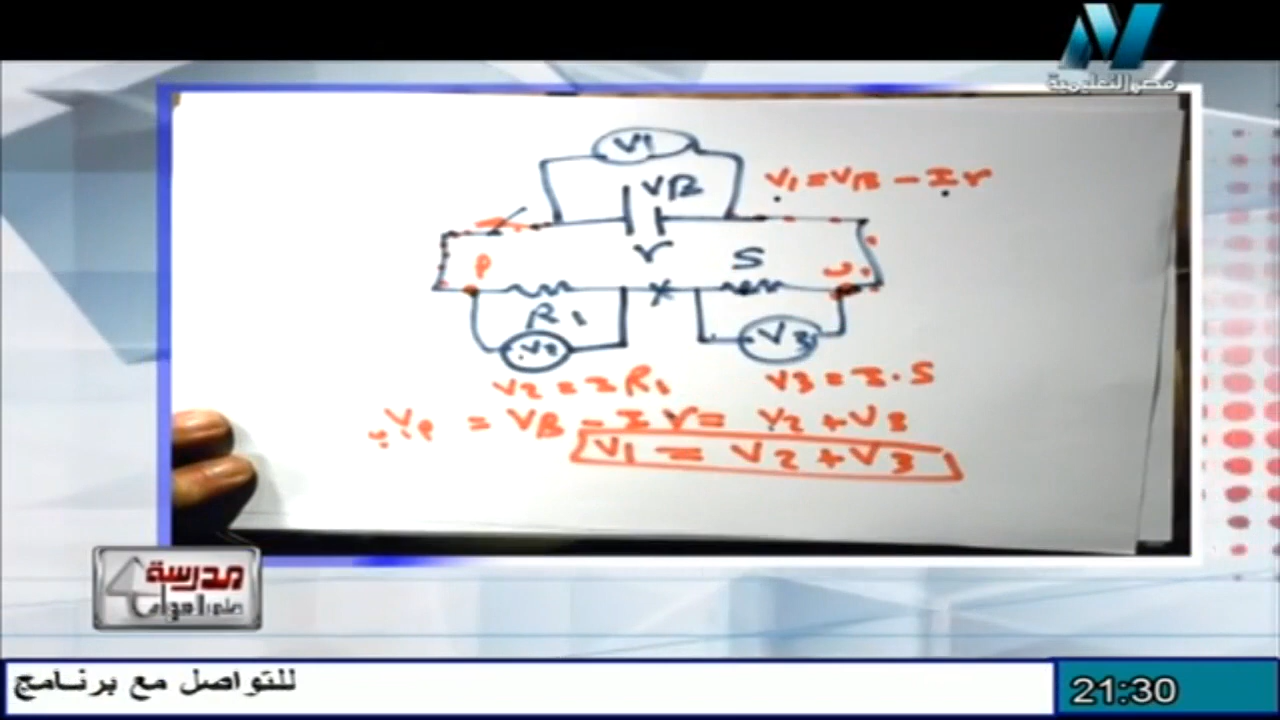 مصر التعليمية
V1
VB
V1 = VB - Ir
r
S
R1
V2
V3
V2 = IR1
V3 = I.S
= VB - Ir = V2 + V3
V1 = V2 + V3
مدرسة
على الهواء
للتواصل مع برنامج
21:30